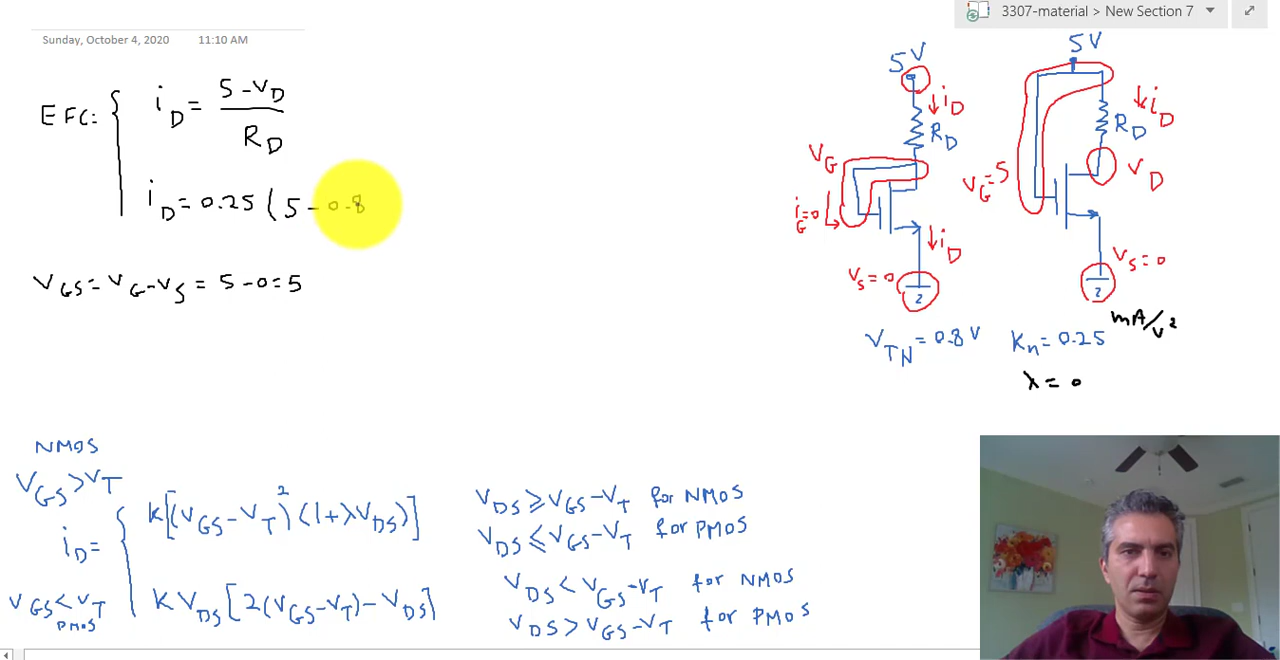 3307-material > New Section 7
Sunday, October 4, 2020 11:10 AM
EFC: { i_D = (5 - V_D) / R_D
i_D = 0.25 ( 5 - 0.8
V_GS = V_G - V_S = 5 - 0 = 5
5V
i_D
R_D
V_G
i_G = 0
i_D
V_S = 0
5V
i_D
R_D
V_G = 5
V_D
V_S = 0
V_TN = 0.8 V K_n = 0.25 mA/V²
λ = 0
NMOS
V_GS > V_T
i_D = {
K[(V_GS - V_T)² (1 + λV_DS)]
V_DS ≥ V_GS - V_T for NMOS
V_DS ≤ V_GS - V_T for PMOS
V_GS < V_T
PMOS
K V_DS [2(V_GS - V_T) - V_DS]
V_DS < V_GS - V_T for NMOS
V_DS > V_GS - V_T for PMOS